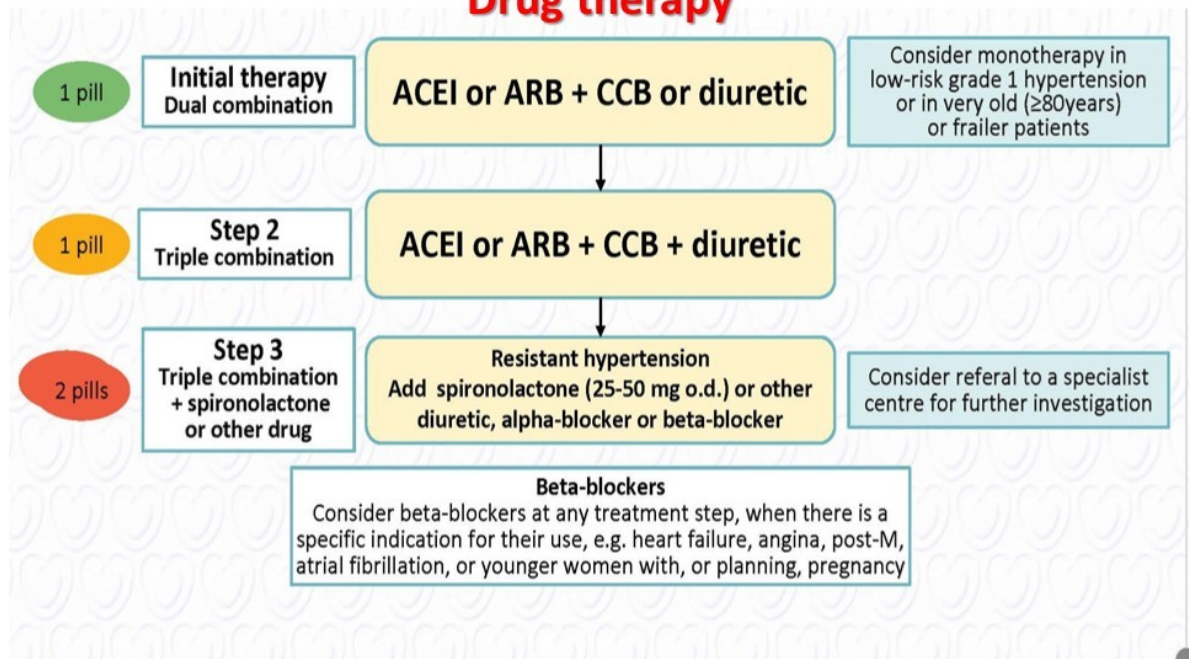 Drug therapy
1 pill
Initial therapy
Dual combination
ACEI or ARB + CCB or diuretic
Consider monotherapy in
low-risk grade 1 hypertension
or in very old (≥80years)
or frailer patients
1 pill
Step 2
Triple combination
ACEI or ARB + CCB + diuretic
2 pills
Step 3
Triple combination
+ spironolactone
or other drug
Resistant hypertension
Add spironolactone (25-50 mg o.d.) or other
diuretic, alpha-blocker or beta-blocker
Consider referal to a specialist
centre for further investigation
Beta-blockers
Consider beta-blockers at any treatment step, when there is a
specific indication for their use, e.g. heart failure, angina, post-M,
atrial fibrillation, or younger women with, or planning, pregnancy